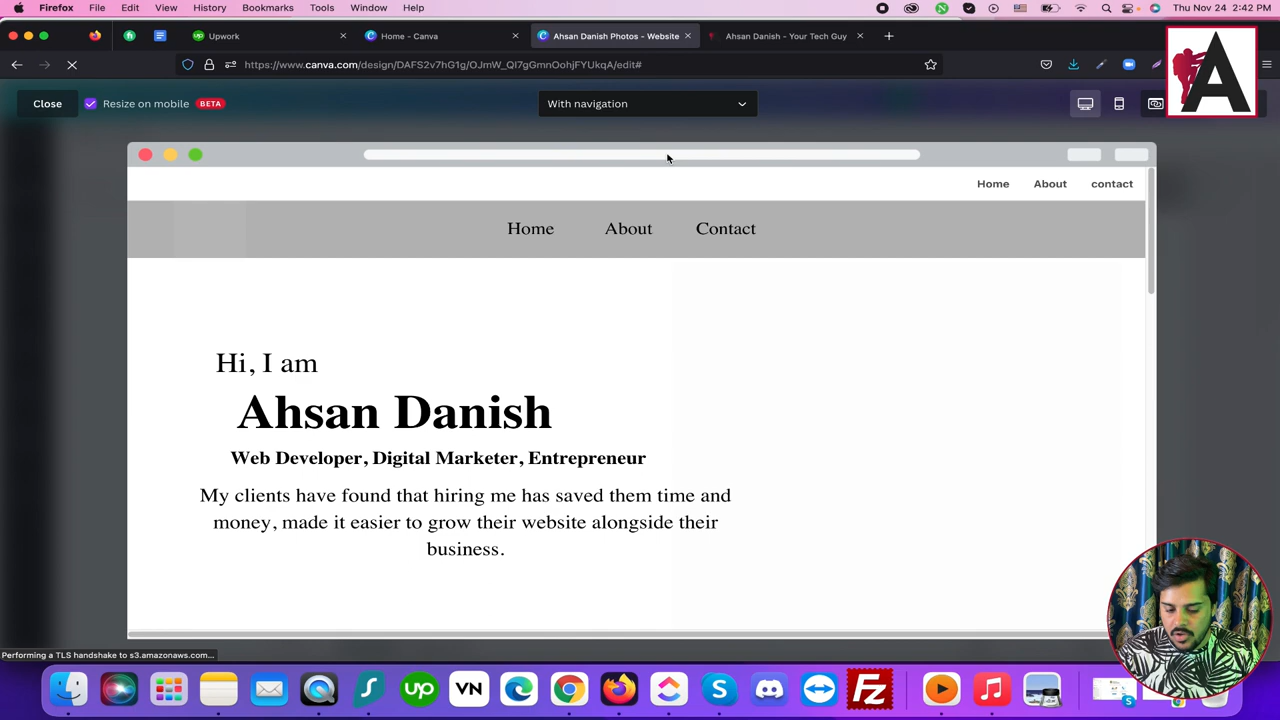 Firefox File Edit View History Bookmarks Tools Window Help Thu Nov 24 2:42 PM
Upwork Home - Canva Ahsan Danish Photos - Website Ahsan Danish - Your Tech Guy
https://www.canva.com/design/DAFS2v7hG1g/OJmW_QI7gGmnOohjFYUkqA/edit#
A
Close Resize on mobile BETA With navigation
Home About contact
Home About Contact
Hi, I am
Ahsan Danish
Web Developer, Digital Marketer, Entrepreneur
My clients have found that hiring me has saved them time and
money, made it easier to grow their website alongside their
business.
Performing a TLS handshake to s3.amazonaws.com...
up VN Fz